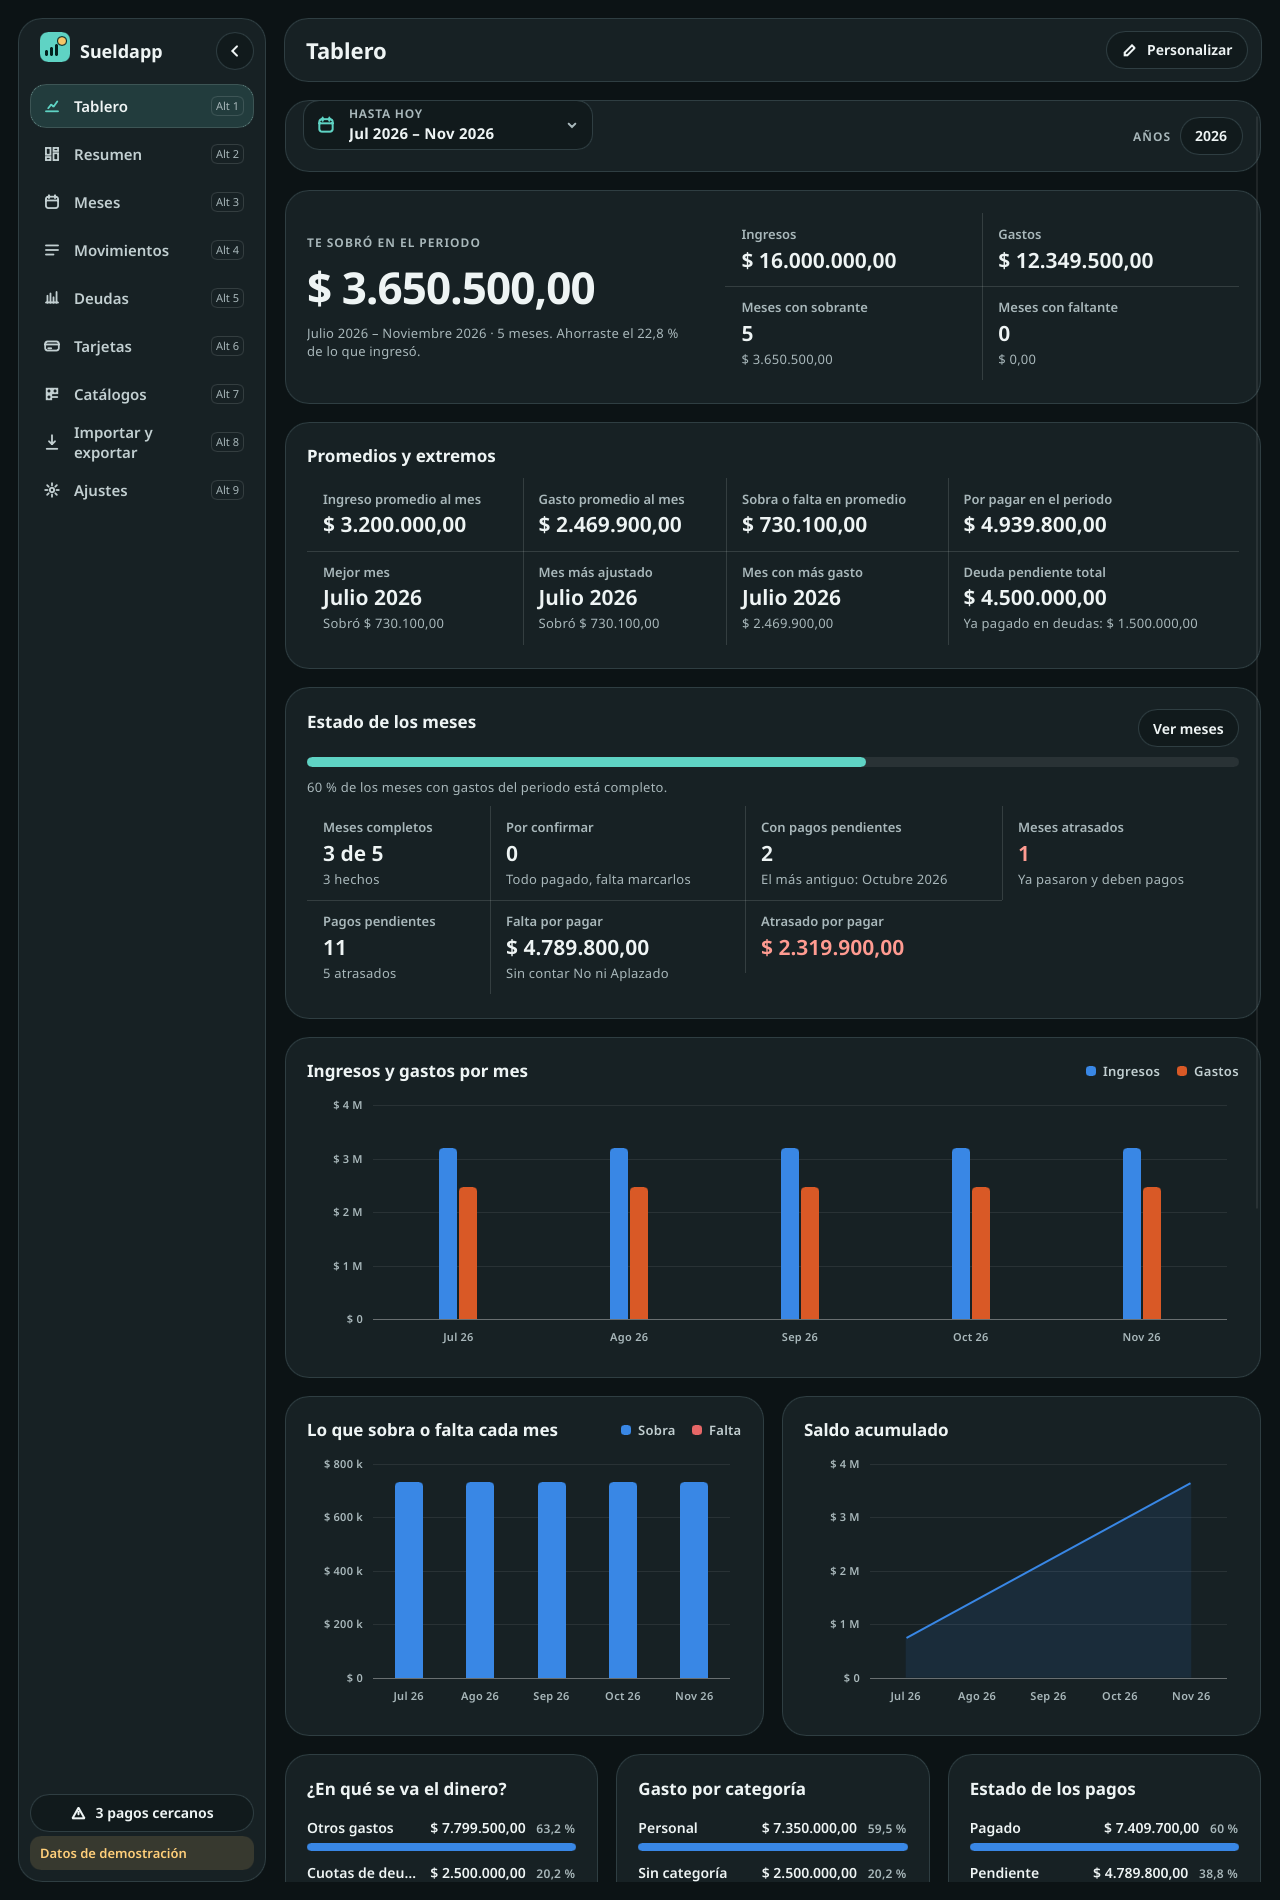 Sueldapp
Tablero Alt 1
Resumen Alt 2
Meses Alt 3
Movimientos Alt 4
Deudas Alt 5
Tarjetas Alt 6
Catálogos Alt 7
Importar y
exportar Alt 8
Ajustes Alt 9
3 pagos cercanos
Datos de demostración
Tablero
Personalizar
HASTA HOY
Jul 2026 – Nov 2026
AÑOS 2026
TE SOBRÓ EN EL PERIODO
$ 3.650.500,00
Julio 2026 – Noviembre 2026 · 5 meses. Ahorraste el 22,8 %
de lo que ingresó.
Ingresos
$ 16.000.000,00
Gastos
$ 12.349.500,00
Meses con sobrante
5
$ 3.650.500,00
Meses con faltante
0
$ 0,00
Promedios y extremos
Ingreso promedio al mes
$ 3.200.000,00
Gasto promedio al mes
$ 2.469.900,00
Sobra o falta en promedio
$ 730.100,00
Por pagar en el periodo
$ 4.939.800,00
Mejor mes
Julio 2026
Sobró $ 730.100,00
Mes más ajustado
Julio 2026
Sobró $ 730.100,00
Mes con más gasto
Julio 2026
$ 2.469.900,00
Deuda pendiente total
$ 4.500.000,00
Ya pagado en deudas: $ 1.500.000,00
Estado de los meses
Ver meses
60 % de los meses con gastos del periodo está completo.
Meses completos
3 de 5
3 hechos
Por confirmar
0
Todo pagado, falta marcarlos
Con pagos pendientes
2
El más antiguo: Octubre 2026
Meses atrasados
1
Ya pasaron y deben pagos
Pagos pendientes
11
5 atrasados
Falta por pagar
$ 4.789.800,00
Sin contar No ni Aplazado
Atrasado por pagar
$ 2.319.900,00
Ingresos y gastos por mes
Ingresos Gastos
$ 4 M
$ 3 M
$ 2 M
$ 1 M
$ 0
Jul 26 Ago 26 Sep 26 Oct 26 Nov 26
Lo que sobra o falta cada mes
Sobra Falta
$ 800 k
$ 600 k
$ 400 k
$ 200 k
$ 0
Jul 26 Ago 26 Sep 26 Oct 26 Nov 26
Saldo acumulado
$ 4 M
$ 3 M
$ 2 M
$ 1 M
$ 0
Jul 26 Ago 26 Sep 26 Oct 26 Nov 26
¿En qué se va el dinero?
Otros gastos $ 7.799.500,00 63,2 %
Cuotas de deu... $ 2.500.000,00 20,2 %
Gasto por categoría
Personal $ 7.350.000,00 59,5 %
Sin categoría $ 2.500.000,00 20,2 %
Estado de los pagos
Pagado $ 7.409.700,00 60 %
Pendiente $ 4.789.800,00 38,8 %